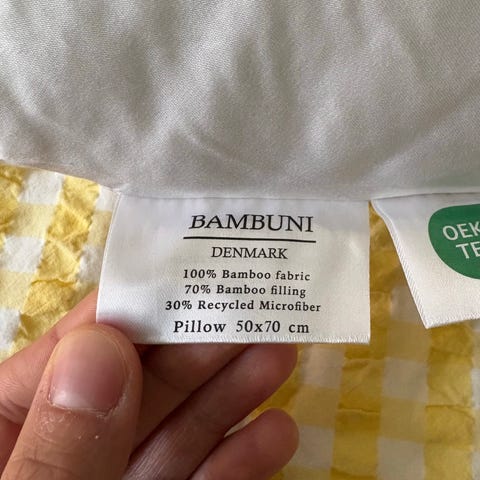 BAMBUNI
DENMARK
100% Bamboo fabric
70% Bamboo filling
30% Recycled Microfiber
Pillow 50x70 cm
OEK
TE